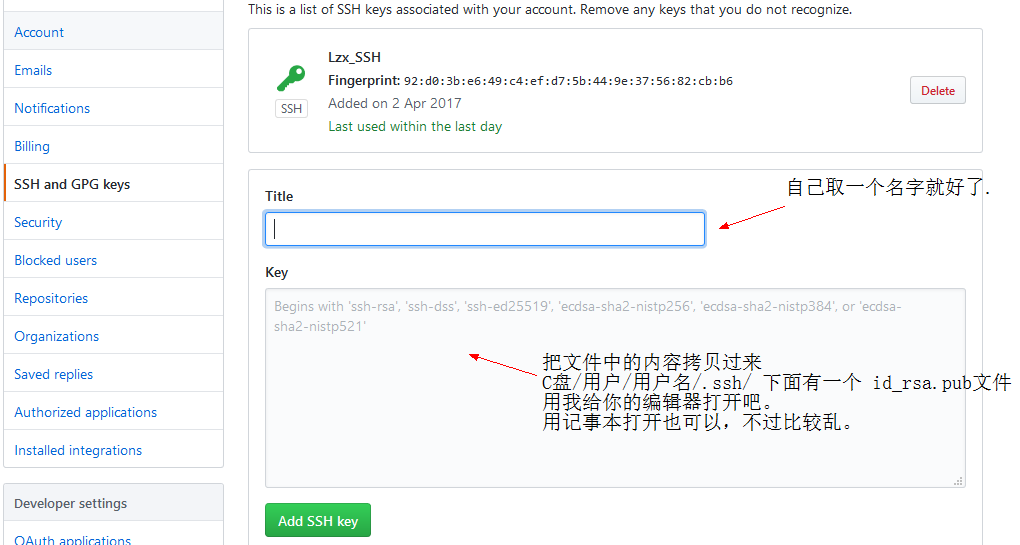 This is a list of SSH keys associated with your account. Remove any keys that you do not recognize.
Account
Emails
Notifications
Billing
SSH and GPG keys
Security
Blocked users
Repositories
Organizations
Saved replies
Authorized applications
Installed integrations
Developer settings
OAuth applications
Lzx_SSH
Fingerprint: 92:d0:3b:e6:49:c4:ef:d7:5b:44:9e:37:56:82:cb:b6
SSH
Added on 2 Apr 2017
Last used within the last day
Delete
Title
自己取一个名字就好了.
Key
Begins with 'ssh-rsa', 'ssh-dss', 'ssh-ed25519', 'ecdsa-sha2-nistp256', 'ecdsa-sha2-nistp384', or 'ecdsa-
sha2-nistp521'
把文件中的内容拷贝过来
C盘/用户/用户名/.ssh/ 下面有一个 id_rsa.pub文件
用我给你的编辑器打开吧。
用记事本打开也可以，不过比较乱。
Add SSH key